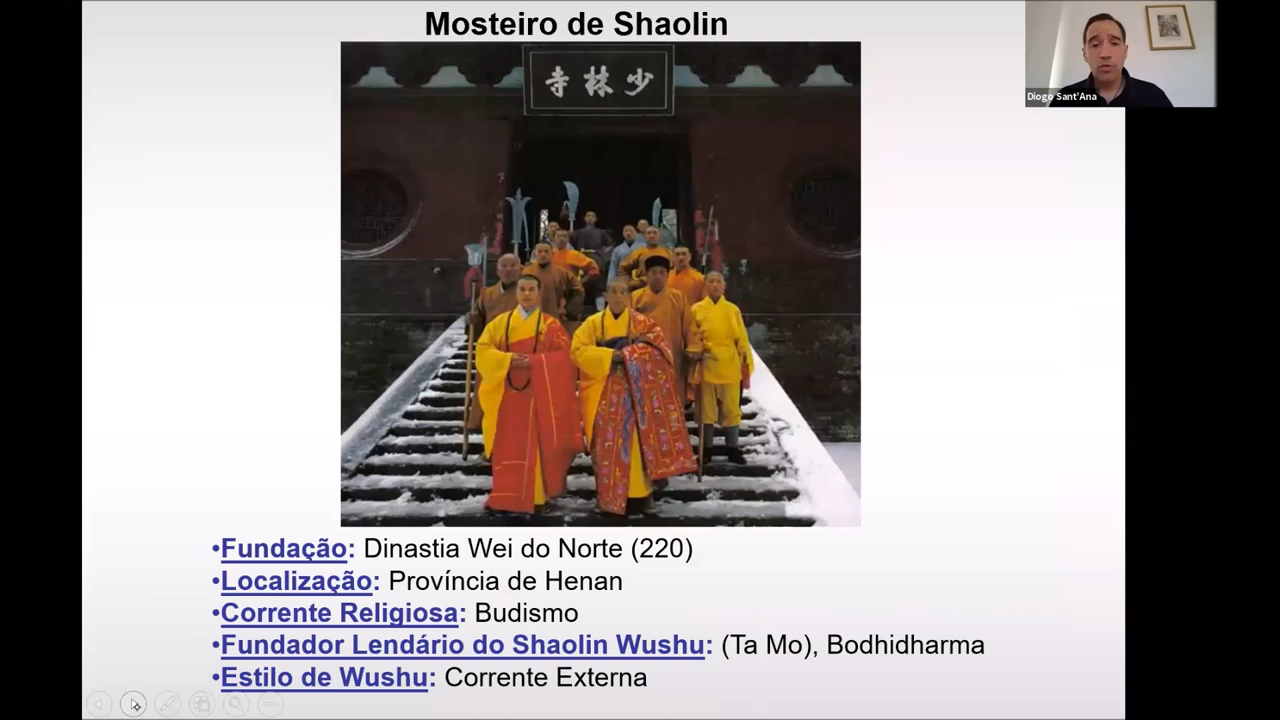 Mosteiro de Shaolin
寺林少
Diogo Sant'Ana
•Fundação: Dinastia Wei do Norte (220)
•Localização: Província de Henan
•Corrente Religiosa: Budismo
•Fundador Lendário do Shaolin Wushu: (Ta Mo), Bodhidharma
•Estilo de Wushu: Corrente Externa